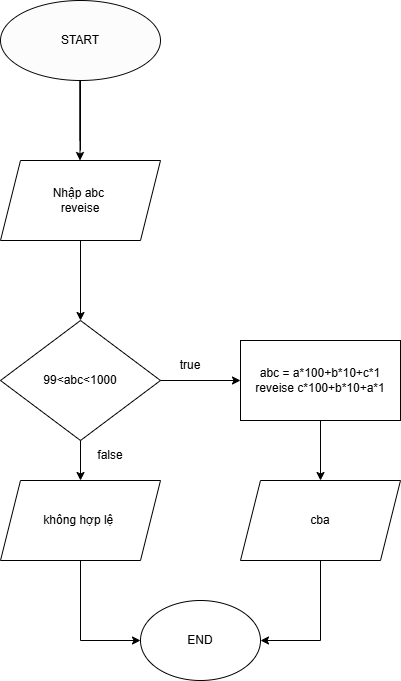 START
Nhập abc
reveise
99<abc<1000
true
abc = a*100+b*10+c*1
reveise c*100+b*10+a*1
false
không hợp lệ
cba
END